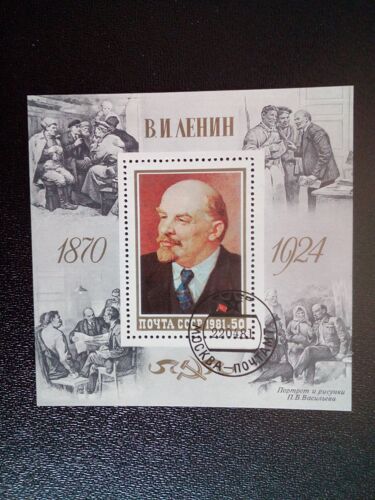 В.И.ЛЕНИН
1870
1924
ПОЧТА СССР 1981·50
МОСКВА-ПОЧТАМТ
Портрет и рисунки
П.В.Васильева